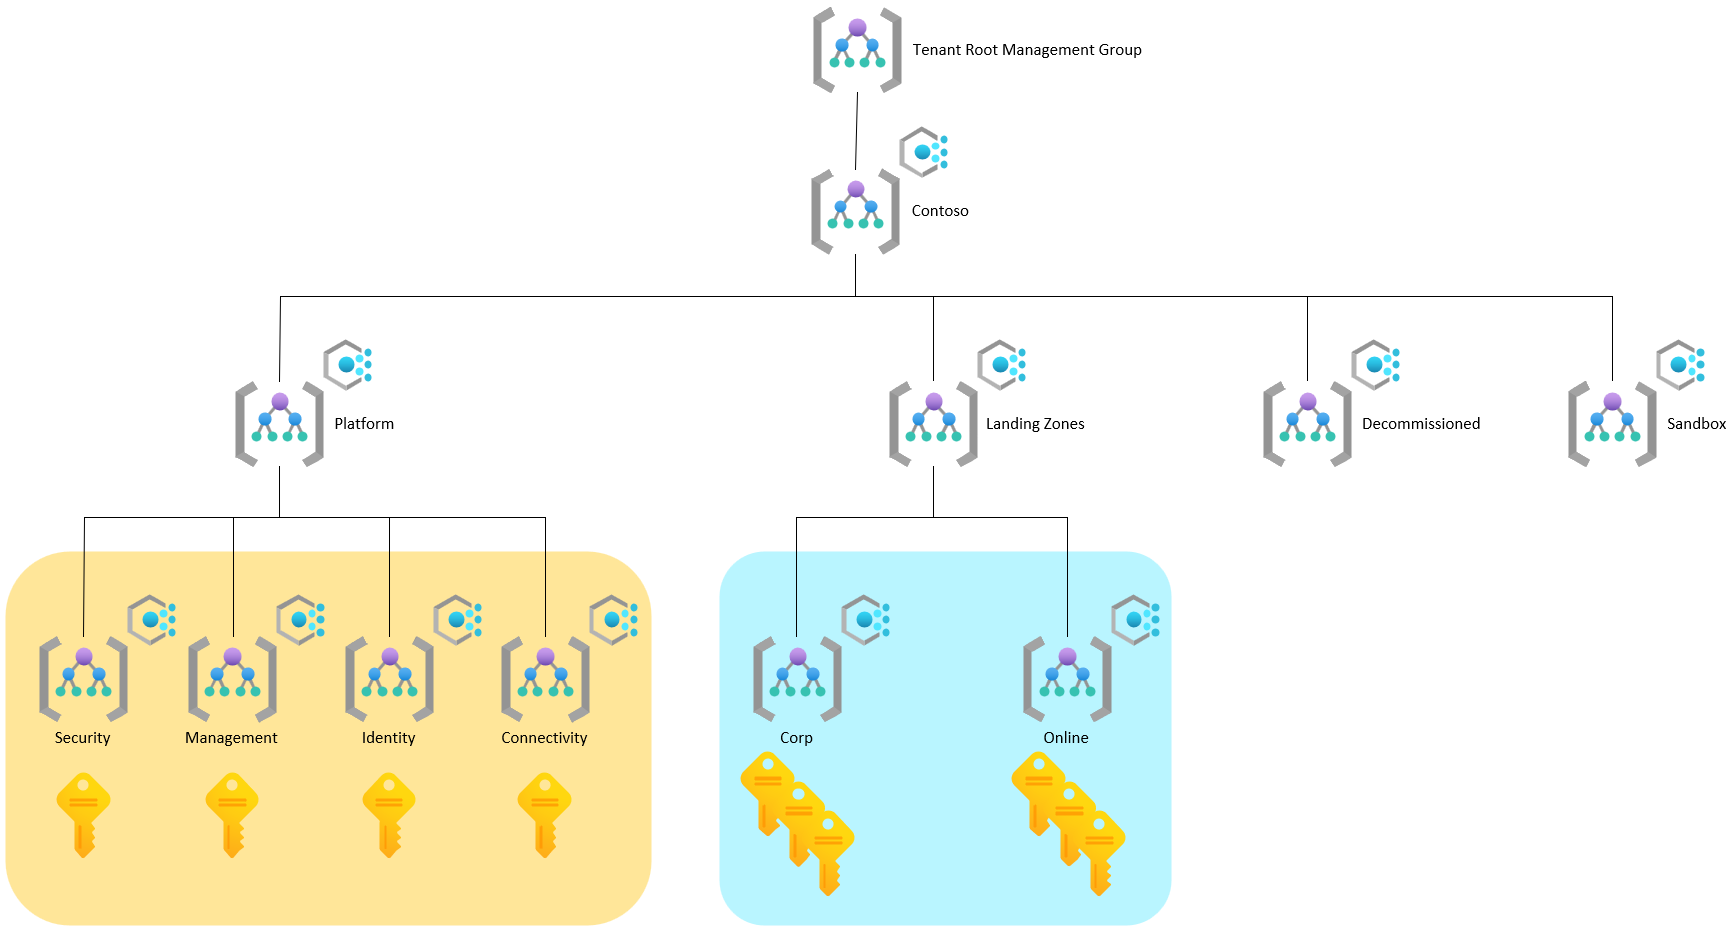 Tenant Root Management Group
Contoso
Platform
Landing Zones
Decommissioned
Sandbox
Security
Management
Identity
Connectivity
Corp
Online